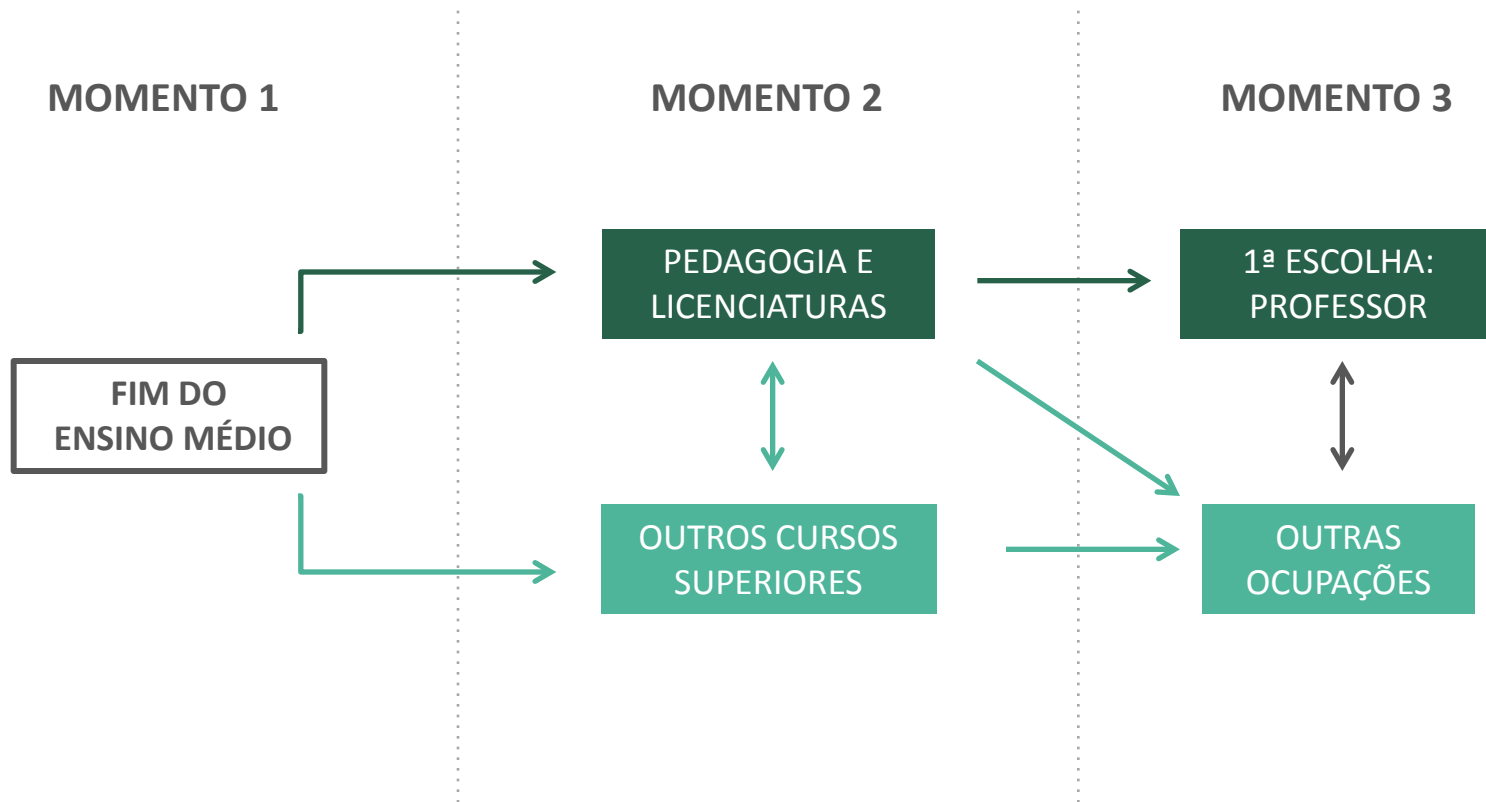 MOMENTO 1
MOMENTO 2
MOMENTO 3
PEDAGOGIA E
LICENCIATURAS
1ª ESCOLHA:
PROFESSOR
FIM DO
ENSINO MÉDIO
OUTROS CURSOS
SUPERIORES
OUTRAS
OCUPAÇÕES